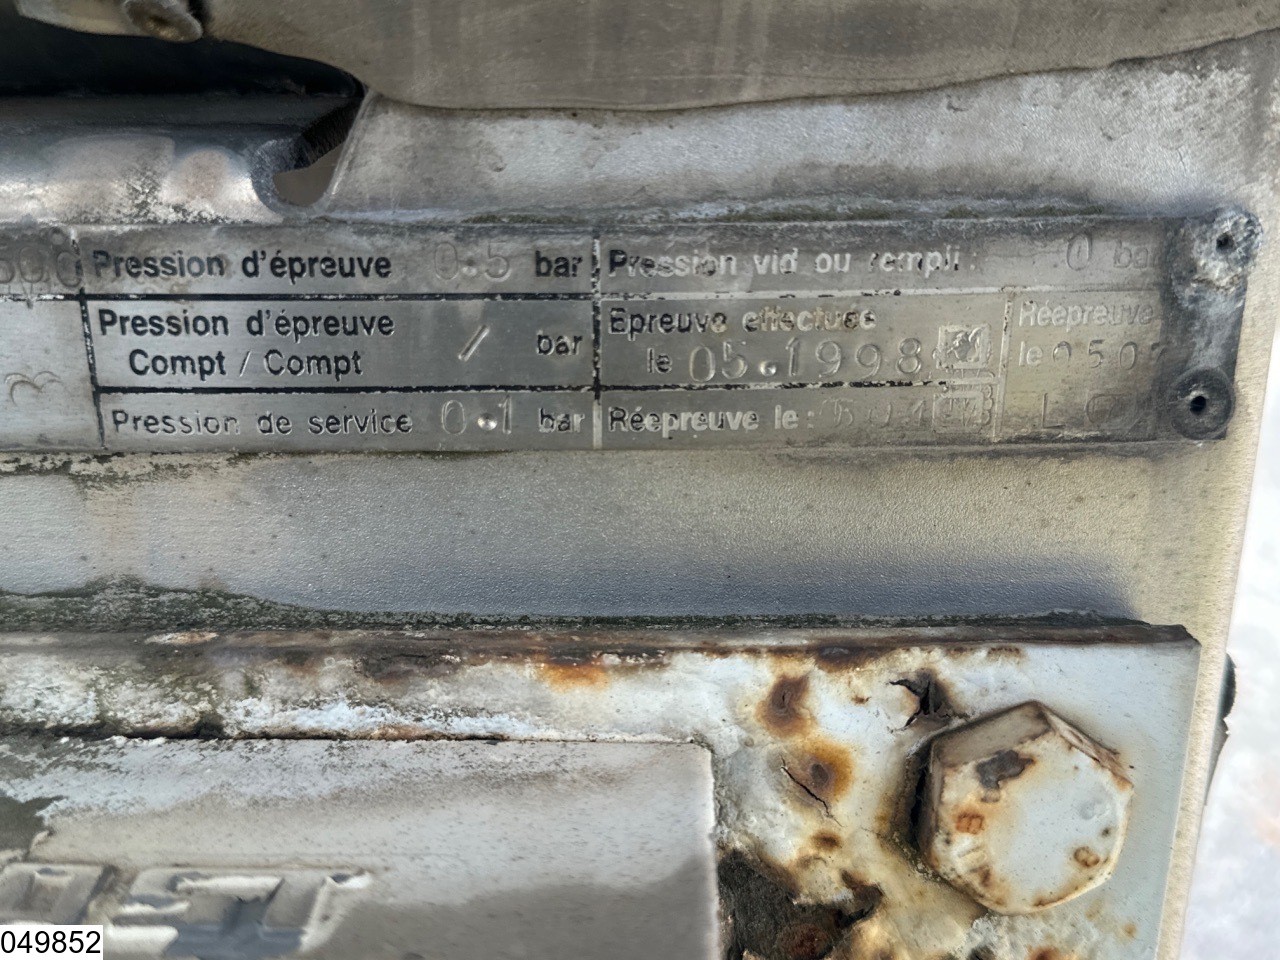 Pression d'épreuve 0.5 bar
Pression vid ou rempli : 0 bar
Pression d'épreuve
Compt / Compt / bar
Epreuve effectuée
le 05.1998
Réepreuve
le
Pression de service 0.1 bar
Réepreuve le :
049852